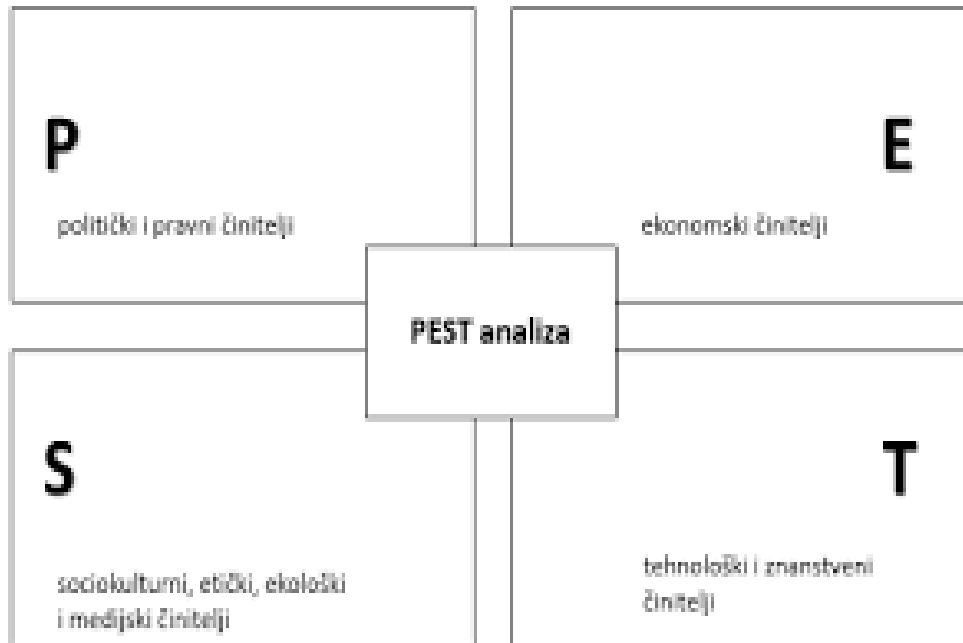 P
politički i pravni činitelji
E
ekonomski činitelji
PEST analiza
S
sociokulturni, etički, ekološki
i medijski činitelji
T
tehnološki i znanstveni
činitelji